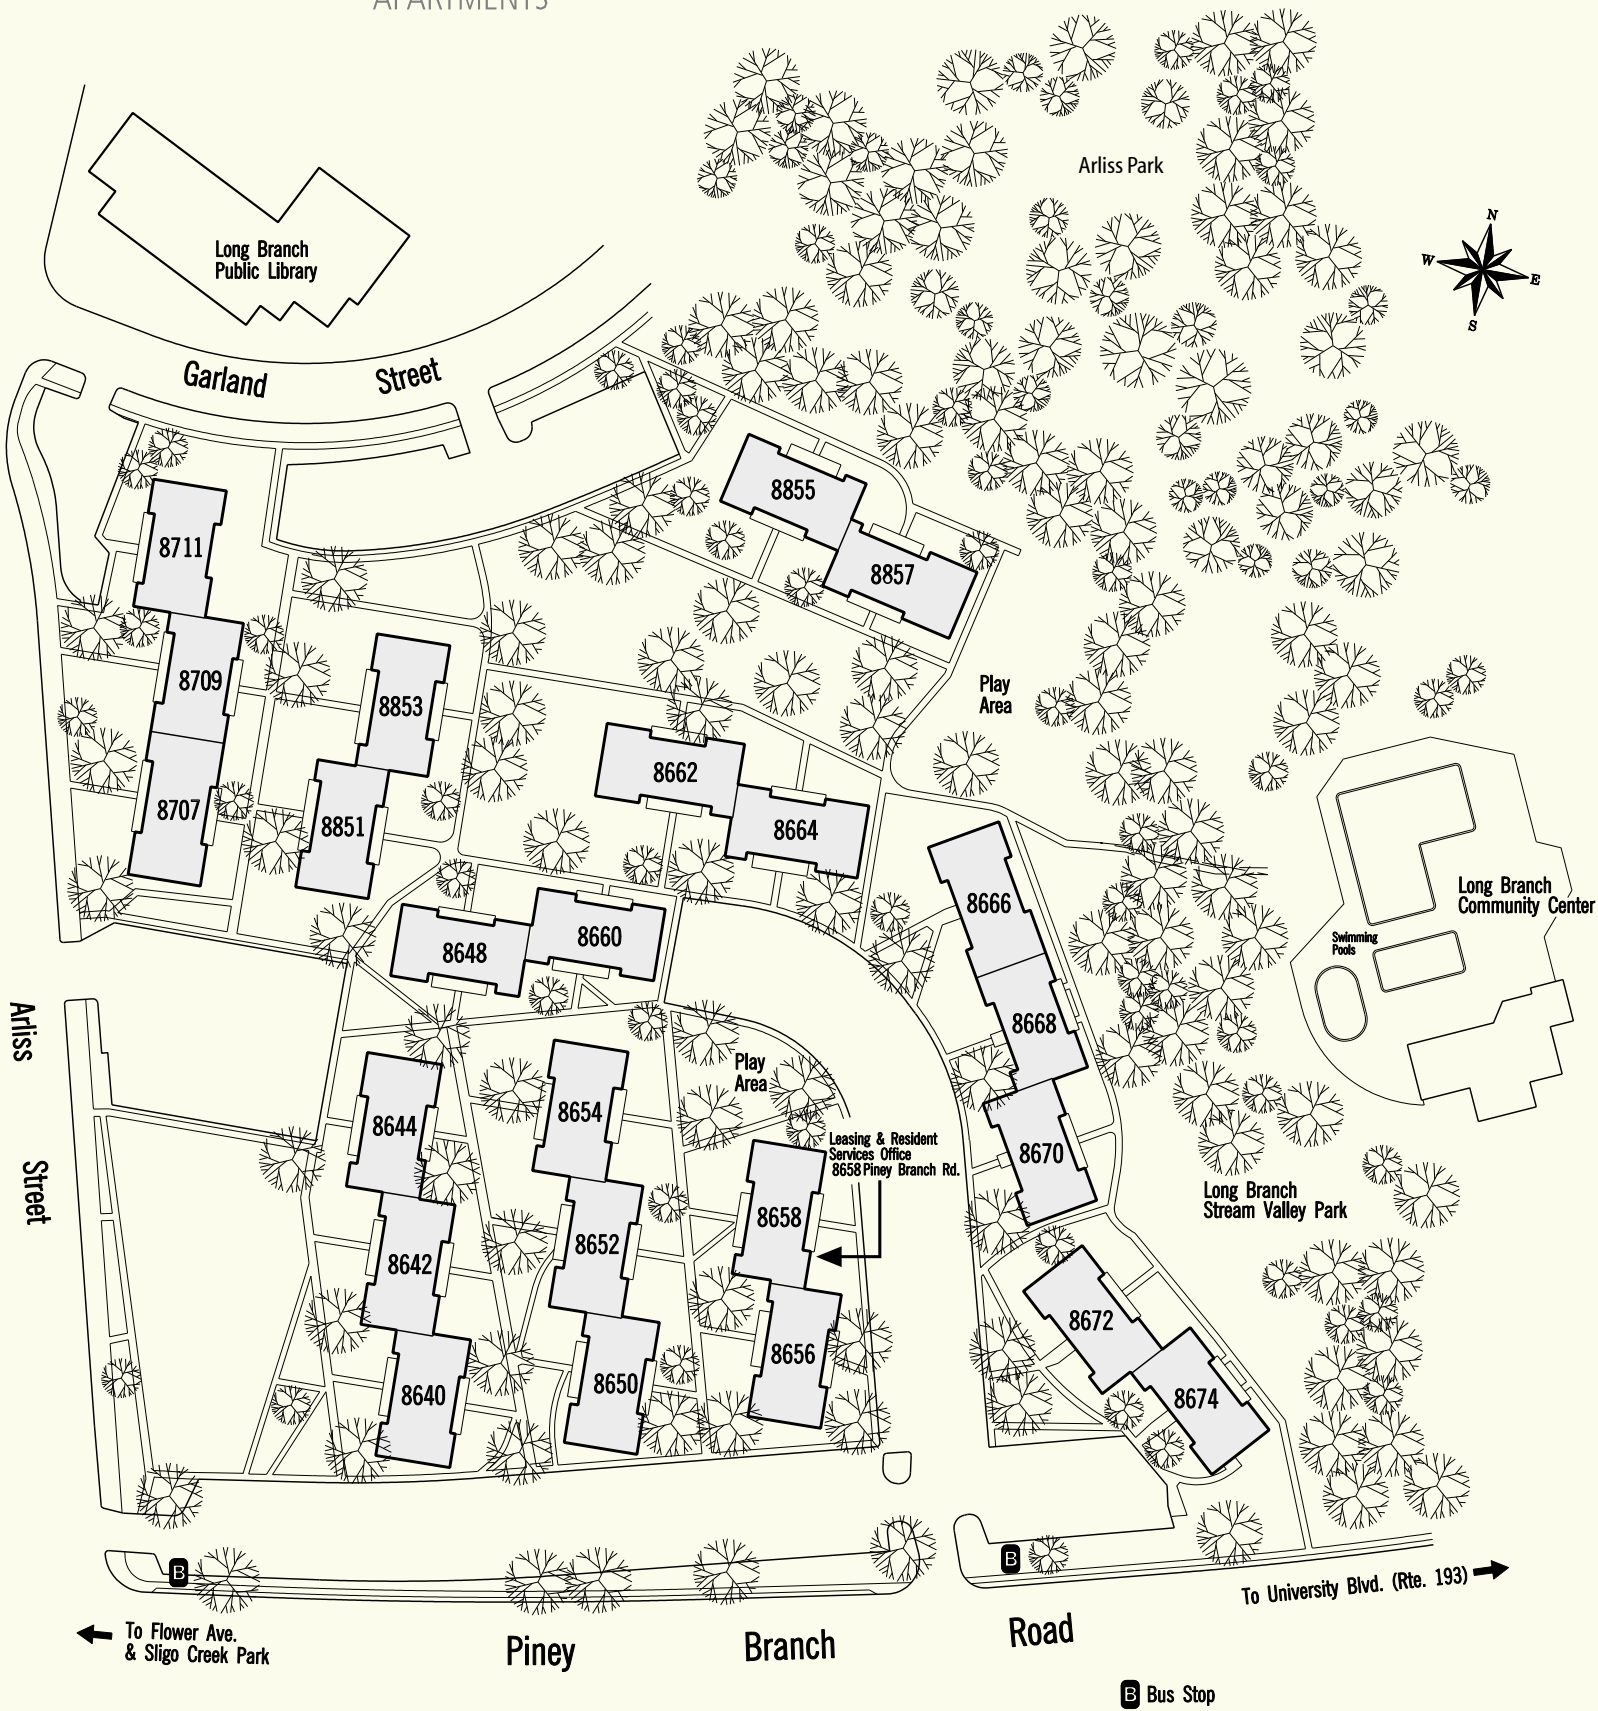 APARTMENTS
Arliss Park
N
W
E
S
Long Branch
Public Library
Garland Street
8855
8711
8857
8709
8853
Play
Area
8662
8707
8851
8664
8666
Long Branch
Community Center
Swimming
Pools
8660
8648
8668
Arliss
Street
Play
Area
8654
8644
Leasing & Resident
Services Office
8658 Piney Branch Rd.
8670
Long Branch
Stream Valley Park
8658
8652
8642
8672
8656
8650
8640
8674
B
B
To University Blvd. (Rte. 193)
To Flower Ave.
& Sligo Creek Park
Piney Branch Road
B Bus Stop